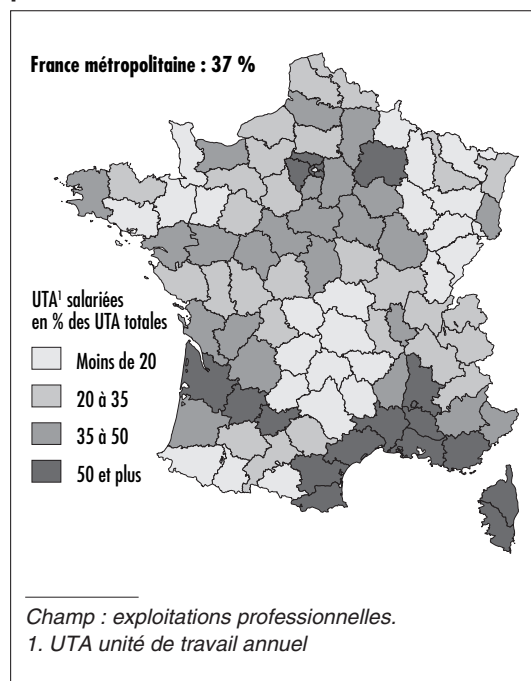 France métropolitaine : 37 %
UTA¹ salariées
en % des UTA totales
Moins de 20
20 à 35
35 à 50
50 et plus
Champ : exploitations professionnelles.
1. UTA unité de travail annuel